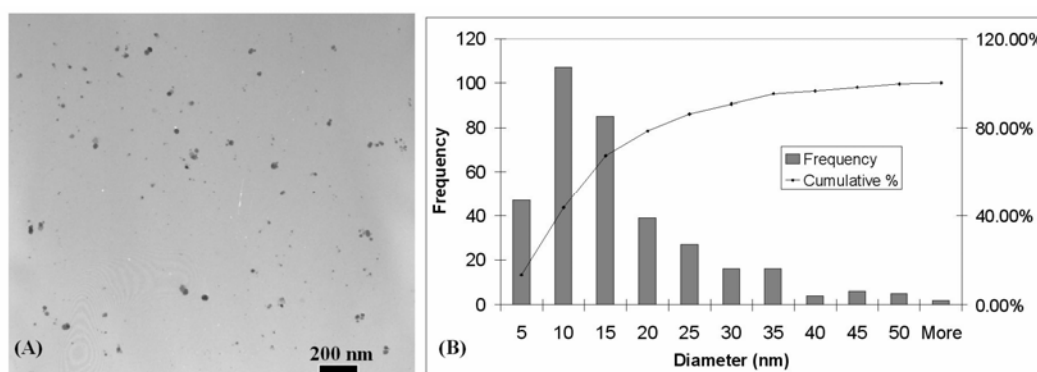 (A)
200 nm
(B)
Frequency
120
100
80
60
40
20
0
120.00%
80.00%
40.00%
0.00%
Frequency
Cumulative %
5 10 15 20 25 30 35 40 45 50 More
Diameter (nm)